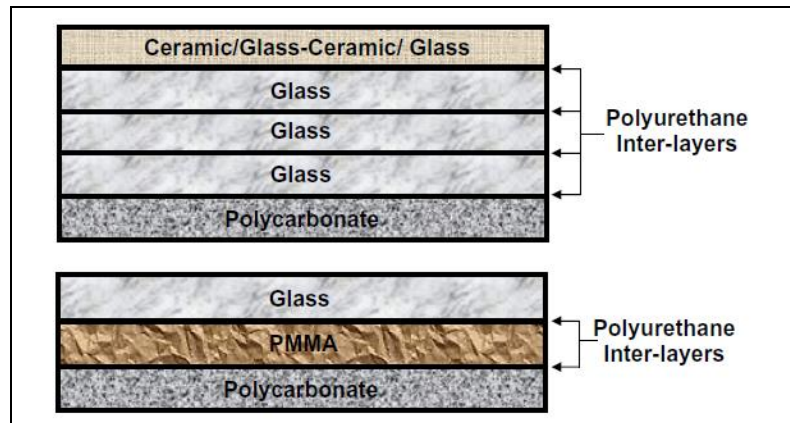 Ceramic/Glass-Ceramic/ Glass
Glass
Glass
Glass
Polycarbonate
Polyurethane
Inter-layers
Glass
PMMA
Polycarbonate
Polyurethane
Inter-layers